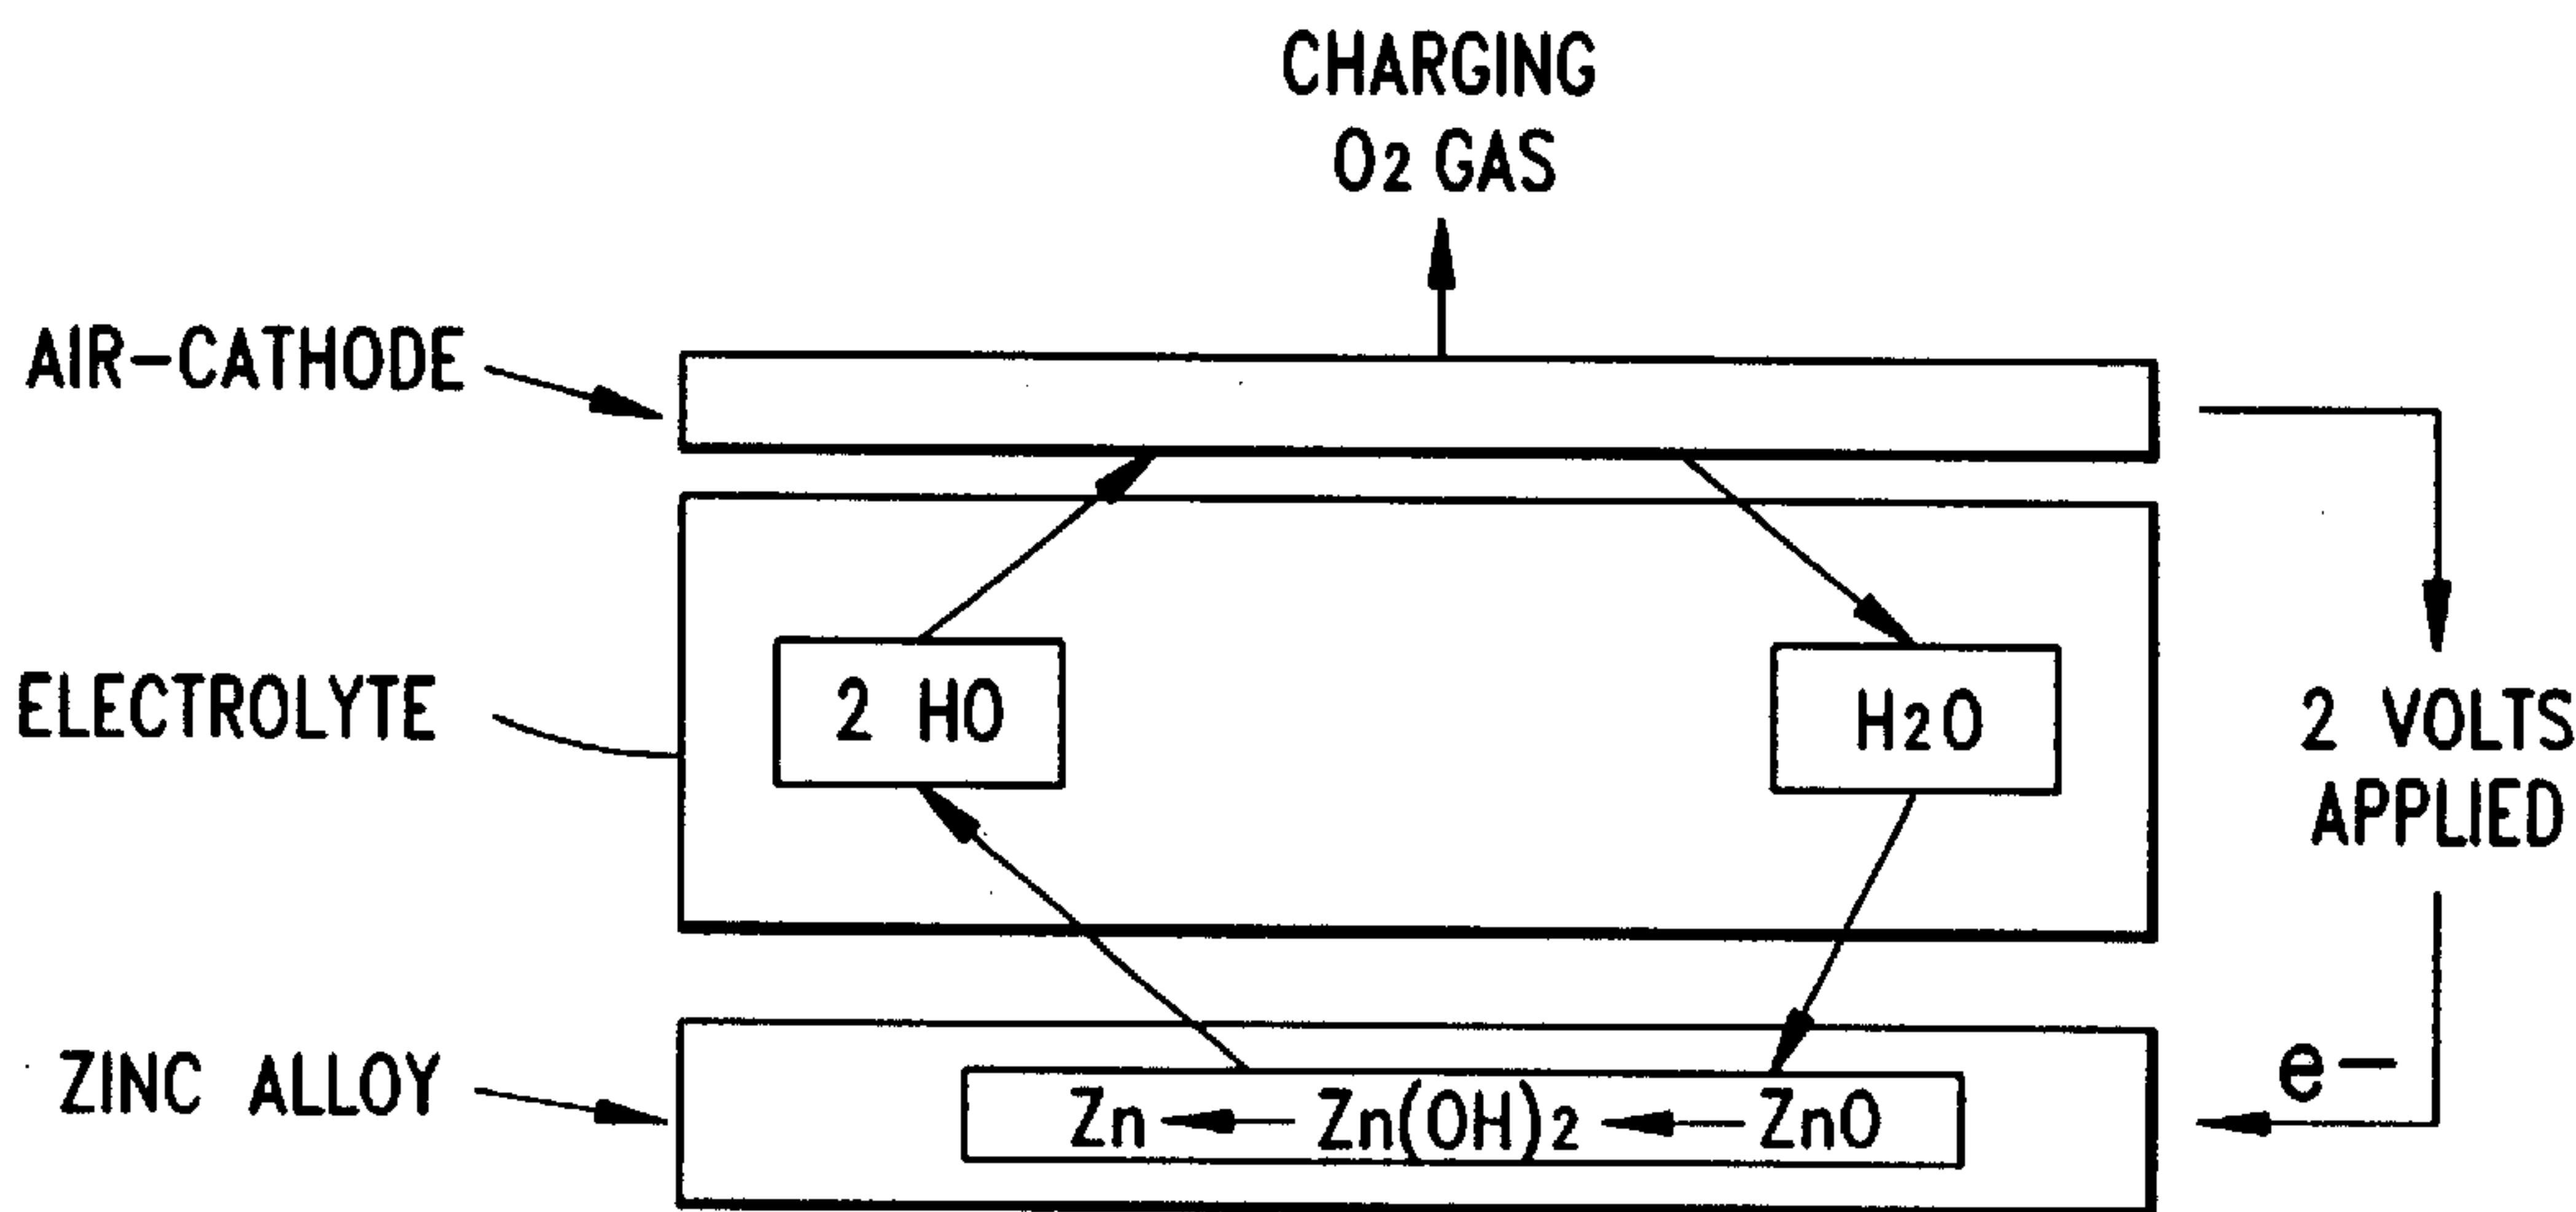 CHARGING
O2 GAS
AIR-CATHODE
ELECTROLYTE
2 HO
H2O
2 VOLTS
APPLIED
ZINC ALLOY
Zn ← Zn(OH)2 ← ZnO
e-